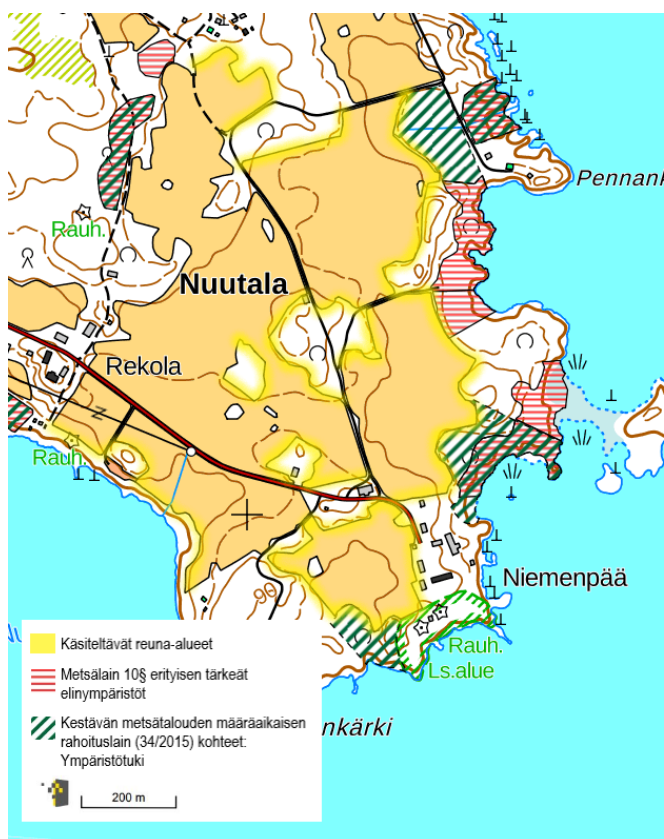 Pennank
Rauh.
Nuutala
Rekola
Rauh.
Niemenpää
Rauh.
Ls.alue
nkärki
Käsiteltävät reuna-alueet
Metsälain 10§ erityisen tärkeät
elinympäristöt
Kestävän metsätalouden määräaikaisen
rahoituslain (34/2015) kohteet:
Ympäristötuki
200 m